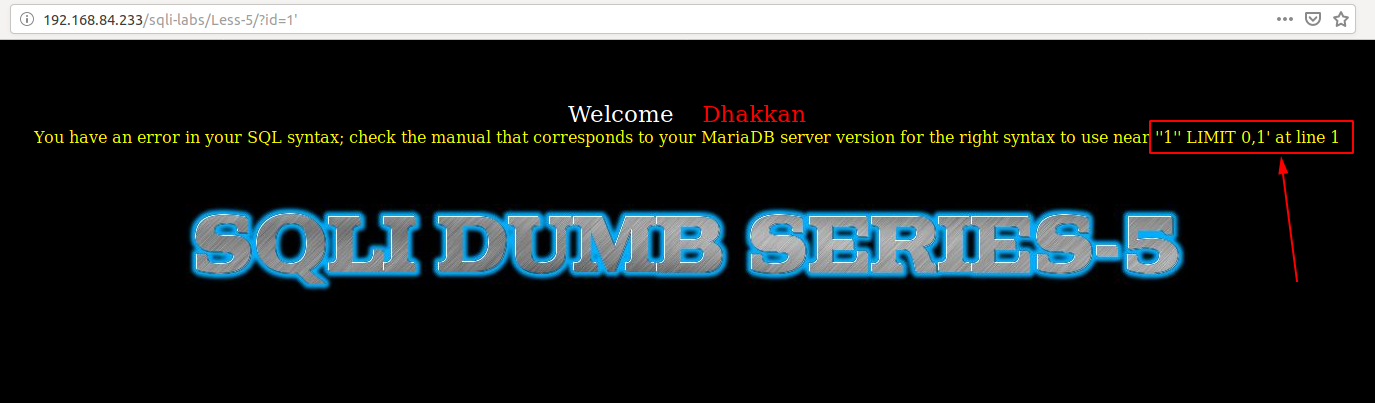 192.168.84.233/sqli-labs/Less-5/?id=1'
Welcome Dhakkan
You have an error in your SQL syntax; check the manual that corresponds to your MariaDB server version for the right syntax to use near ''1'' LIMIT 0,1' at line 1
SQLI DUMB SERIES-5